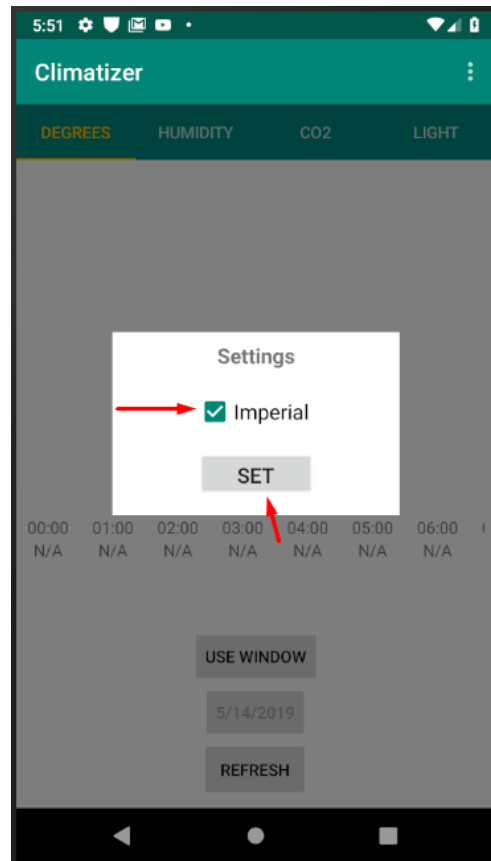 5:51
Climatizer
DEGREES HUMIDITY CO2 LIGHT
Settings
Imperial
SET
00:00 01:00 02:00 03:00 04:00 05:00 06:00
N/A N/A N/A N/A N/A N/A N/A
USE WINDOW
5/14/2019
REFRESH